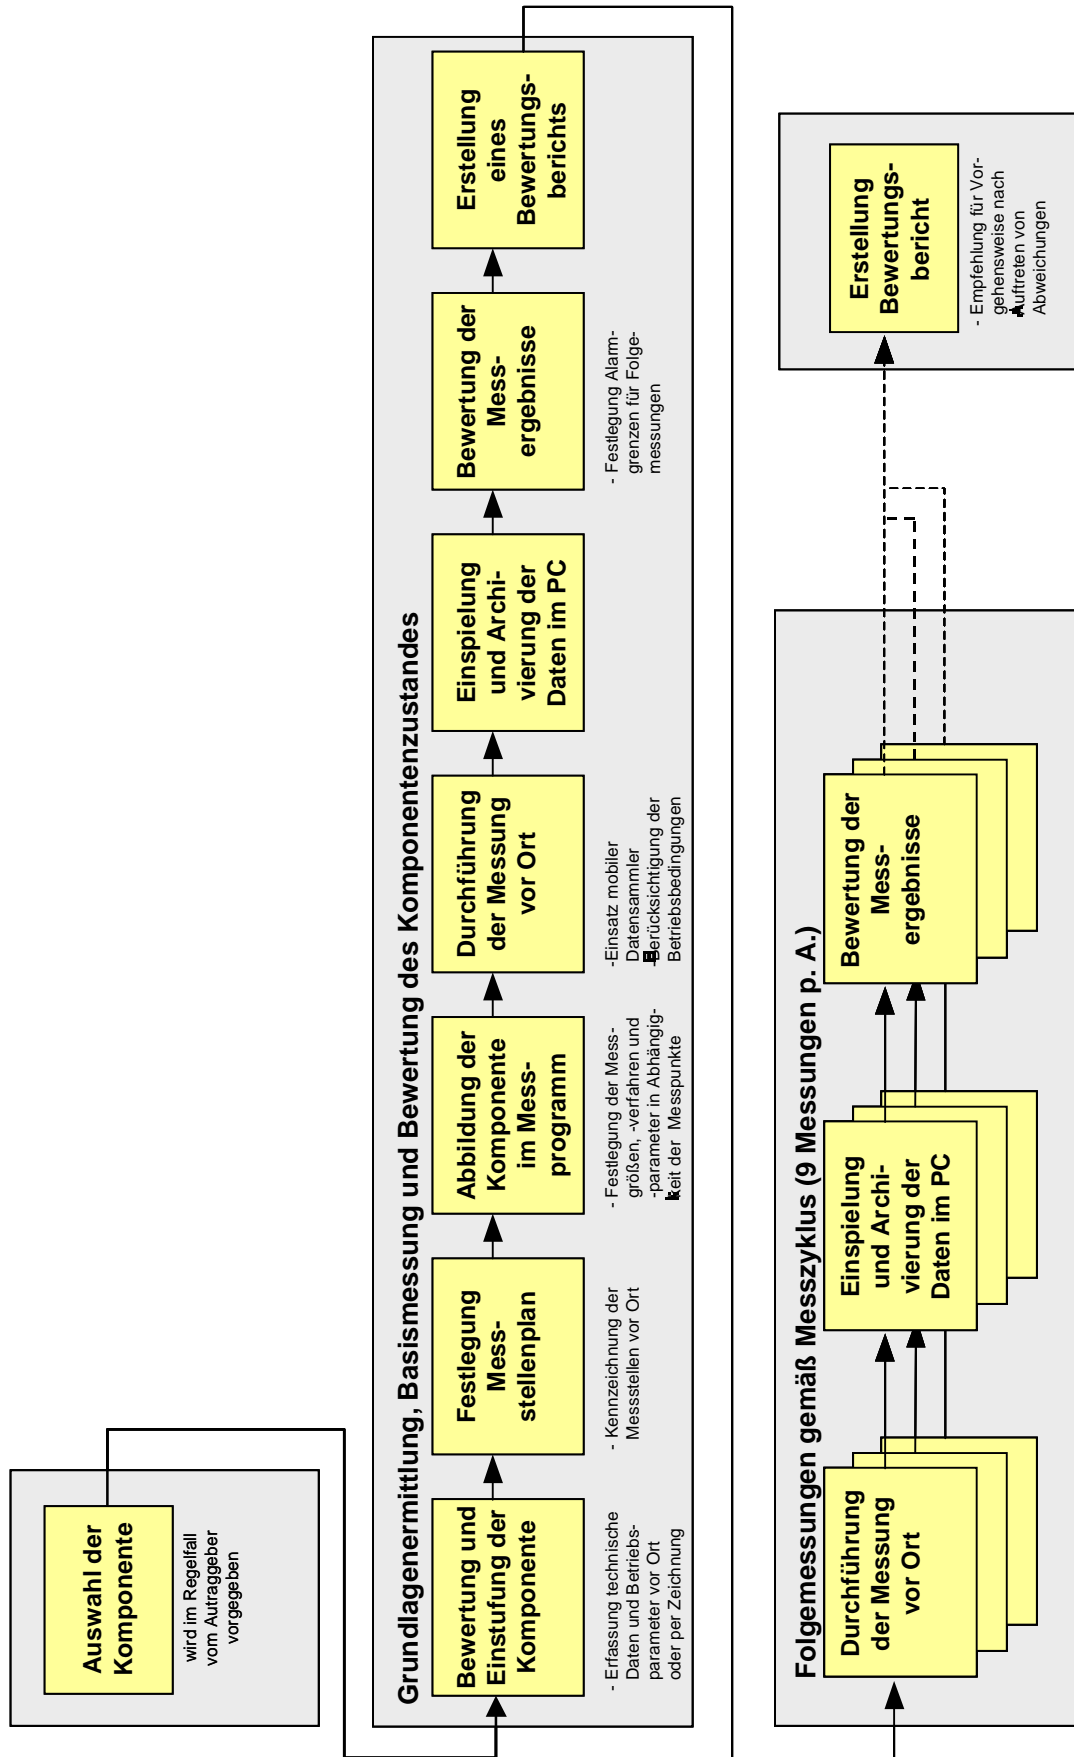 Auswahl der
Komponente
wird im Regelfall
vom Autraggeber
vorgegeben
Grundlagenermittlung, Basismessung und Bewertung des Komponentenzustandes
Bewertung und
Einstufung der
Komponente
- Erfassung technische
Daten und Betriebs-
parameter vor Ort
oder per Zeichnung
Festlegung
Mess-
stellenplan
- Kennzeichnung der
Messstellen vor Ort
Abbildung der
Komponente
im Mess-
programm
- Festlegung der Mess-
größen, -verfahren und
-parameter in Abhängig-
keit der Messpunkte
Durchführung
der Messung
vor Ort
-Einsatz mobiler
Datensammler
-Berücksichtigung der
Betriebsbedingungen
Einspielung
und Archi-
vierung der
Daten im PC
Bewertung der
Mess-
ergebnisse
- Festlegung Alarm-
grenzen für Folge-
messungen
Erstellung
eines
Bewertungs-
berichts
Folgemessungen gemäß Messzyklus (9 Messungen p. A.)
Durchführung
der Messung
vor Ort
Einspielung
und Archi-
vierung der
Daten im PC
Bewertung der
Mess-
ergebnisse
Erstellung
Bewertungs-
bericht
- Empfehlung für Vor-
gehensweise nach
Auftreten von
Abweichungen